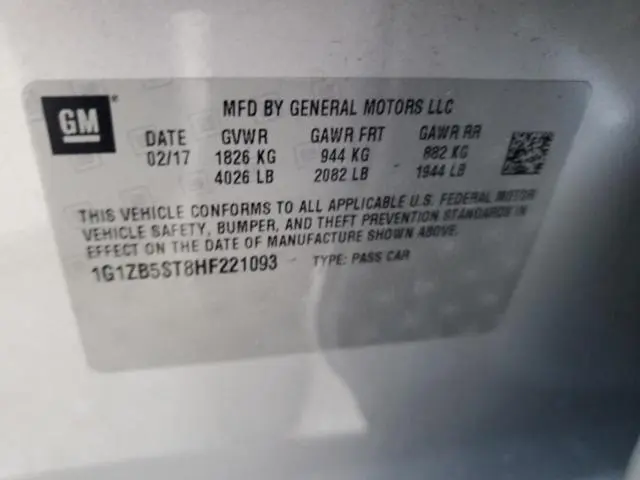 GM®
MFD BY GENERAL MOTORS LLC
DATE GVWR GAWR FRT GAWR RR
02/17 1826 KG 944 KG 882 KG
4026 LB 2082 LB 1944 LB
THIS VEHICLE CONFORMS TO ALL APPLICABLE U.S. FEDERAL MOTOR
VEHICLE SAFETY, BUMPER, AND THEFT PREVENTION STANDARDS IN
EFFECT ON THE DATE OF MANUFACTURE SHOWN ABOVE.
1G1ZB5ST8HF221093 TYPE: PASS CAR